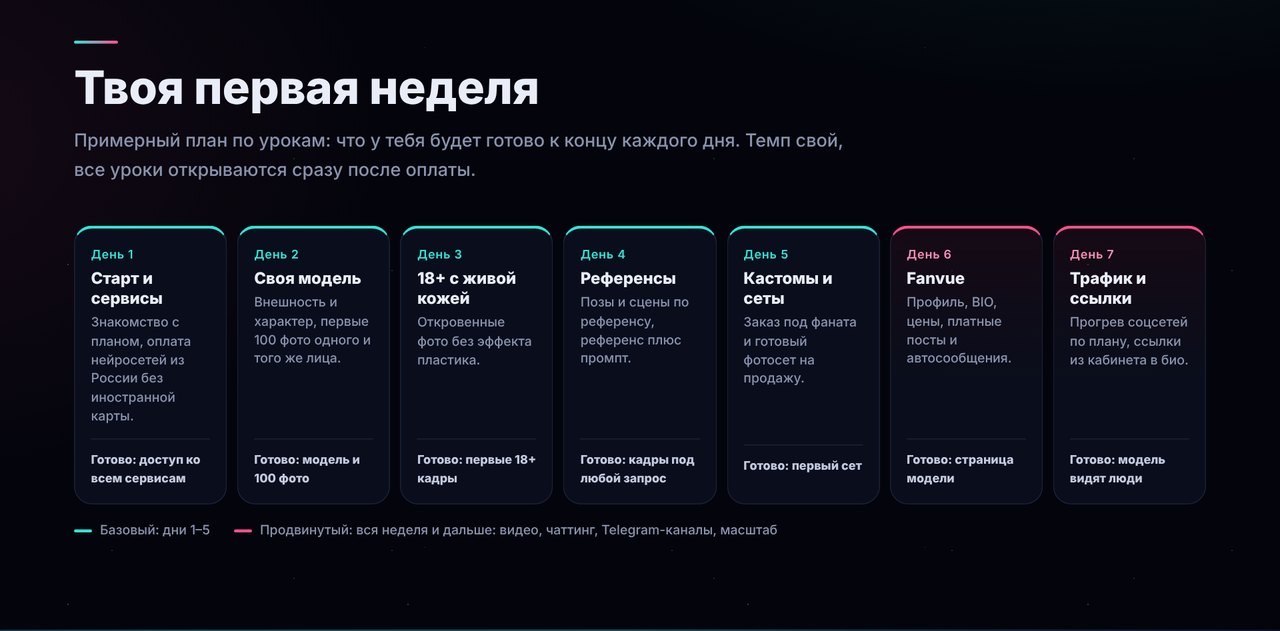 Твоя первая неделя
Примерный план по урокам: что у тебя будет готово к концу каждого дня. Темп свой,
все уроки открываются сразу после оплаты.
День 1
Старт и
сервисы
Знакомство с
планом, оплата
нейросетей из
России без
иностранной
карты.
Готово: доступ ко
всем сервисам
День 2
Своя модель
Внешность и
характер, первые
100 фото одного и
того же лица.
Готово: модель и
100 фото
День 3
18+ с живой
кожей
Откровенные
фото без эффекта
пластика.
Готово: первые 18+
кадры
День 4
Референсы
Позы и сцены по
референсу,
референс плюс
промпт.
Готово: кадры под
любой запрос
День 5
Кастомы и
сеты
Заказ под фаната
и готовый
фотосет на
продажу.
Готово: первый сет
День 6
Fanvue
Профиль, BIO,
цены, платные
посты и
автосообщения.
Готово: страница
модели
День 7
Трафик и
ссылки
Прогрев соцсетей
по плану, ссылки
из кабинета в био.
Готово: модель
видят люди
Базовый: дни 1–5
Продвинутый: вся неделя и дальше: видео, чаттинг, Telegram-каналы, масштаб